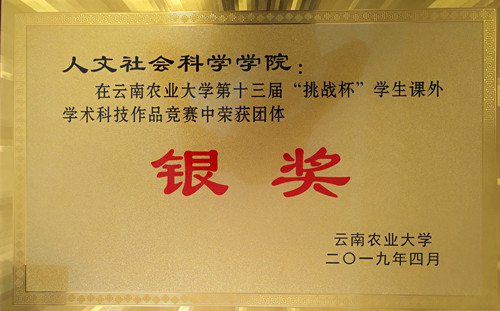 人文社会科学学院：
在云南农业大学第十三届“挑战杯”学生课外
学术科技作品竞赛中荣获团体
银奖
云南农业大学
二〇一九年四月